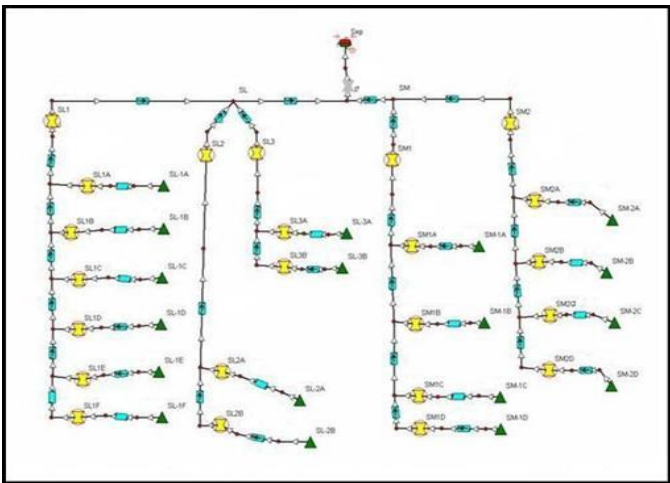 Sep
SL
SM
SL1
SM2
SL2
SL3
SM1
SL1A
SL-1A
SM2A
SM-2A
SL1B
SL-1B
SL3A
SL-3A
SM1A
SM-1A
SL3B
SL-3B
SM2B
SM-2B
SL1C
SL-1C
SM2C
SM-2C
SL1D
SL-1D
SM1B
SM-1B
SL1E
SL-1E
SL2A
SL-2A
SM2D
SM-2D
SM1C
SM-1C
SL1F
SL-1F
SL2B
SL-2B
SM1D
SM-1D